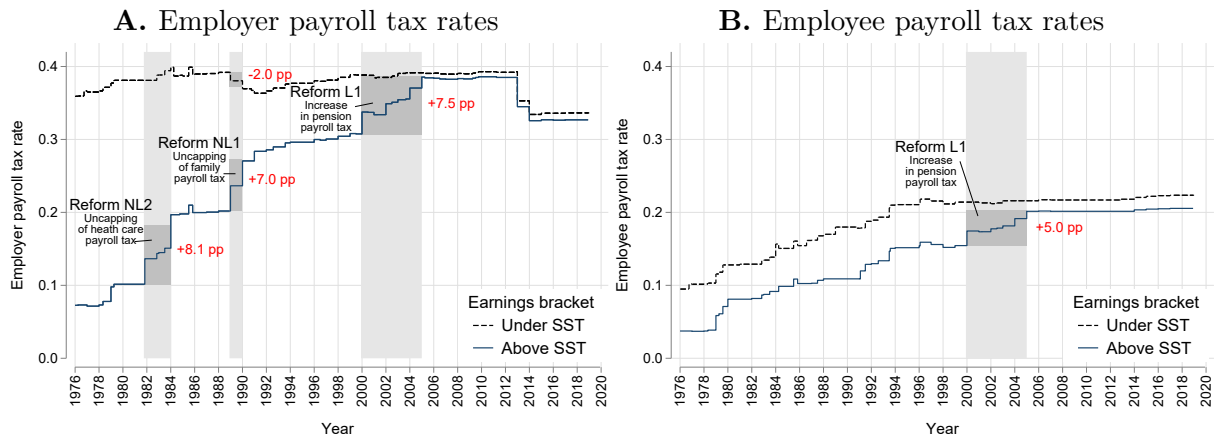 A. Employer payroll tax rates
Employer payroll tax rate
0.4
0.3
0.2
0.1
0.0
-2.0 pp
Reform L1
Increase
in pension
payroll tax
+7.5 pp
Reform NL1
Uncapping
of family
payroll tax
+7.0 pp
Reform NL2
Uncapping
of heath care
payroll tax
+8.1 pp
Earnings bracket
Under SST
Above SST
1976
1978
1980
1982
1984
1986
1988
1990
1992
1994
1996
1998
2000
2002
2004
2006
2008
2010
2012
2014
2016
2018
2020
Year
B. Employee payroll tax rates
Employee payroll tax rate
0.4
0.3
0.2
0.1
0.0
Reform L1
Increase
in pension
payroll tax
+5.0 pp
Earnings bracket
Under SST
Above SST
1976
1978
1980
1982
1984
1986
1988
1990
1992
1994
1996
1998
2000
2002
2004
2006
2008
2010
2012
2014
2016
2018
2020
Year